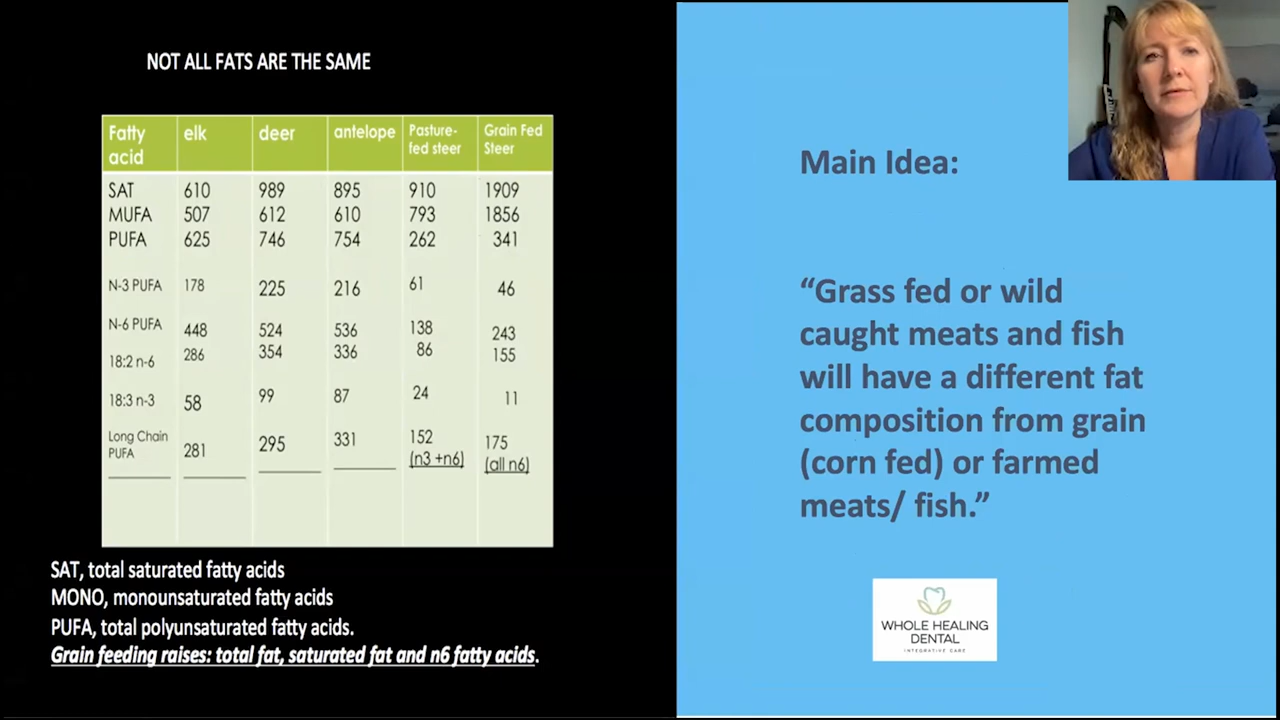 NOT ALL FATS ARE THE SAME
Fatty acid elk deer antelope Pasture-fed steer Grain Fed Steer
SAT 610 989 895 910 1909
MUFA 507 612 610 793 1856
PUFA 625 746 754 262 341
N-3 PUFA 178 225 216 61 46
N-6 PUFA 448 524 536 138 243
18:2 n-6 286 354 336 86 155
18:3 n-3 58 99 87 24 11
Long Chain PUFA 281 295 331 152 (n3 +n6) 175 (all n6)
SAT, total saturated fatty acids
MONO, monounsaturated fatty acids
PUFA, total polyunsaturated fatty acids.
Grain feeding raises: total fat, saturated fat and n6 fatty acids.
Main Idea:
“Grass fed or wild
caught meats and fish
will have a different fat
composition from grain
(corn fed) or farmed
meats/ fish.”
WHOLE HEALING
DENTAL
INTEGRATIVE CARE